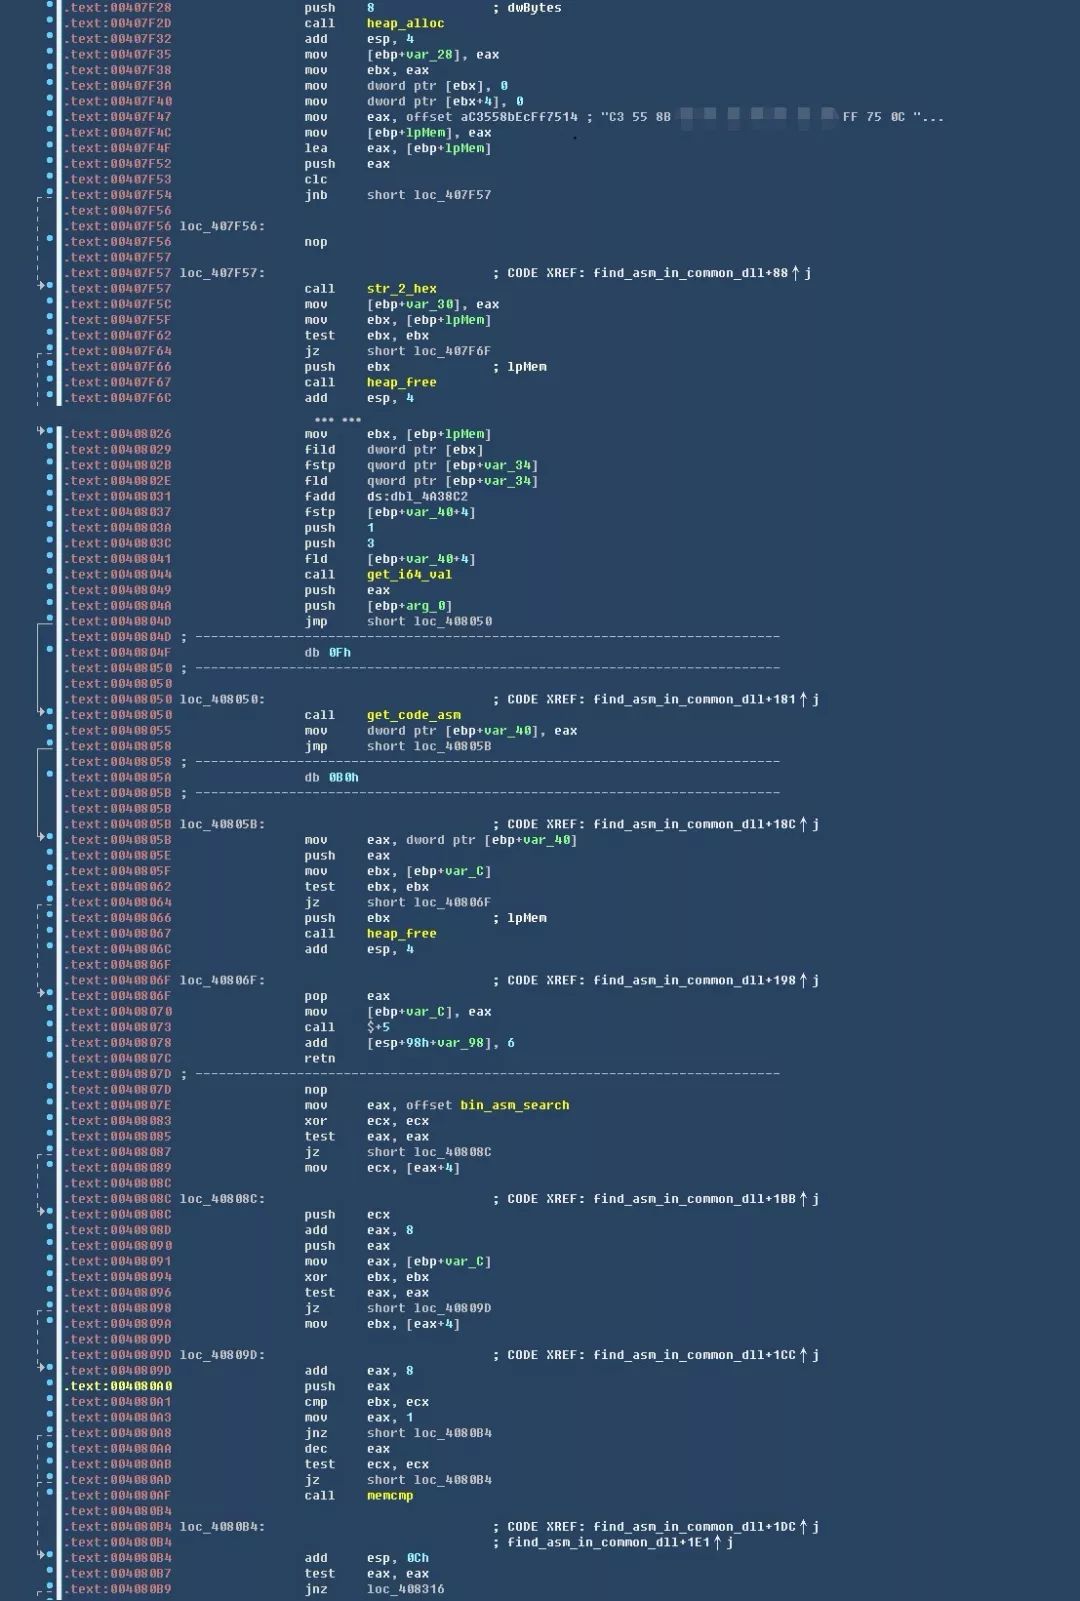 .text:00407F28 push 8 ; dwBytes
.text:00407F2D call heap_alloc
.text:00407F32 add esp, 4
.text:00407F35 mov [ebp+var_28], eax
.text:00407F38 mov ebx, eax
.text:00407F3A mov dword ptr [ebx], 0
.text:00407F40 mov dword ptr [ebx+4], 0
.text:00407F47 mov eax, offset aC3558bEcFf7514 ; "C3 55 8B FF 75 0C "...
.text:00407F4C mov [ebp+lpMem], eax
.text:00407F4F lea eax, [ebp+lpMem]
.text:00407F52 push eax
.text:00407F53 clc
.text:00407F54 jnb short loc_407F57
.text:00407F56
.text:00407F56 loc_407F56:
.text:00407F56 nop
.text:00407F57
.text:00407F57 loc_407F57: ; CODE XREF: find_asm_in_common_dll+88↑j
.text:00407F57 call str_2_hex
.text:00407F5C mov [ebp+var_30], eax
.text:00407F5F mov ebx, [ebp+lpMem]
.text:00407F62 test ebx, ebx
.text:00407F64 jz short loc_407F6F
.text:00407F66 push ebx ; lpMem
.text:00407F67 call heap_free
.text:00407F6C add esp, 4
... ...
.text:00408026 mov ebx, [ebp+lpMem]
.text:00408029 fild dword ptr [ebx]
.text:0040802B fstp qword ptr [ebp+var_34]
.text:0040802E fld qword ptr [ebp+var_34]
.text:00408031 fadd ds:dbl_4A38C2
.text:00408037 fstp [ebp+var_40+4]
.text:0040803A push 1
.text:0040803C push 3
.text:00408041 fld [ebp+var_40+4]
.text:00408044 call get_i64_val
.text:00408049 push eax
.text:0040804A push [ebp+arg_0]
.text:0040804D jmp short loc_408050
.text:0040804D ; ---------------------------------------------------------------------------
.text:0040804F db 0Fh
.text:00408050 ; ---------------------------------------------------------------------------
.text:00408050
.text:00408050 loc_408050: ; CODE XREF: find_asm_in_common_dll+181↑j
.text:00408050 call get_code_asm
.text:00408055 mov dword ptr [ebp+var_40], eax
.text:00408058 jmp short loc_40805B
.text:00408058 ; ---------------------------------------------------------------------------
.text:0040805A db 0B0h
.text:0040805B ; ---------------------------------------------------------------------------
.text:0040805B
.text:0040805B loc_40805B: ; CODE XREF: find_asm_in_common_dll+18C↑j
.text:0040805B mov eax, dword ptr [ebp+var_40]
.text:0040805E push eax
.text:0040805F mov ebx, [ebp+var_C]
.text:00408062 test ebx, ebx
.text:00408064 jz short loc_40806F
.text:00408066 push ebx ; lpMem
.text:00408067 call heap_free
.text:0040806C add esp, 4
.text:0040806F
.text:0040806F loc_40806F: ; CODE XREF: find_asm_in_common_dll+198↑j
.text:0040806F pop eax
.text:00408070 mov [ebp+var_C], eax
.text:00408073 call $+5
.text:00408078 add [esp+98h+var_98], 6
.text:0040807C retn
.text:0040807D ; ---------------------------------------------------------------------------
.text:0040807D nop
.text:0040807E mov eax, offset bin_asm_search
.text:00408083 xor ecx, ecx
.text:00408085 test eax, eax
.text:00408087 jz short loc_40808C
.text:00408089 mov ecx, [eax+4]
.text:0040808C
.text:0040808C loc_40808C: ; CODE XREF: find_asm_in_common_dll+1BB↑j
.text:0040808C push ecx
.text:0040808D add eax, 8
.text:00408090 push eax
.text:00408091 mov eax, [ebp+var_C]
.text:00408094 xor ebx, ebx
.text:00408096 test eax, eax
.text:00408098 jz short loc_40809D
.text:0040809A mov ebx, [eax+4]
.text:0040809D
.text:0040809D loc_40809D: ; CODE XREF: find_asm_in_common_dll+1CC↑j
.text:0040809D add eax, 8
.text:004080A0 push eax
.text:004080A1 cmp ebx, ecx
.text:004080A3 mov eax, 1
.text:004080A8 jnz short loc_4080B4
.text:004080AA dec eax
.text:004080AB test ecx, ecx
.text:004080AD jz short loc_4080B4
.text:004080AF call memcmp
.text:004080B4
.text:004080B4 loc_4080B4: ; CODE XREF: find_asm_in_common_dll+1DC↑j
.text:004080B4 ; find_asm_in_common_dll+1E1↑j
.text:004080B4 add esp, 0Ch
.text:004080B7 test eax, eax
.text:004080B9 jnz loc_408316